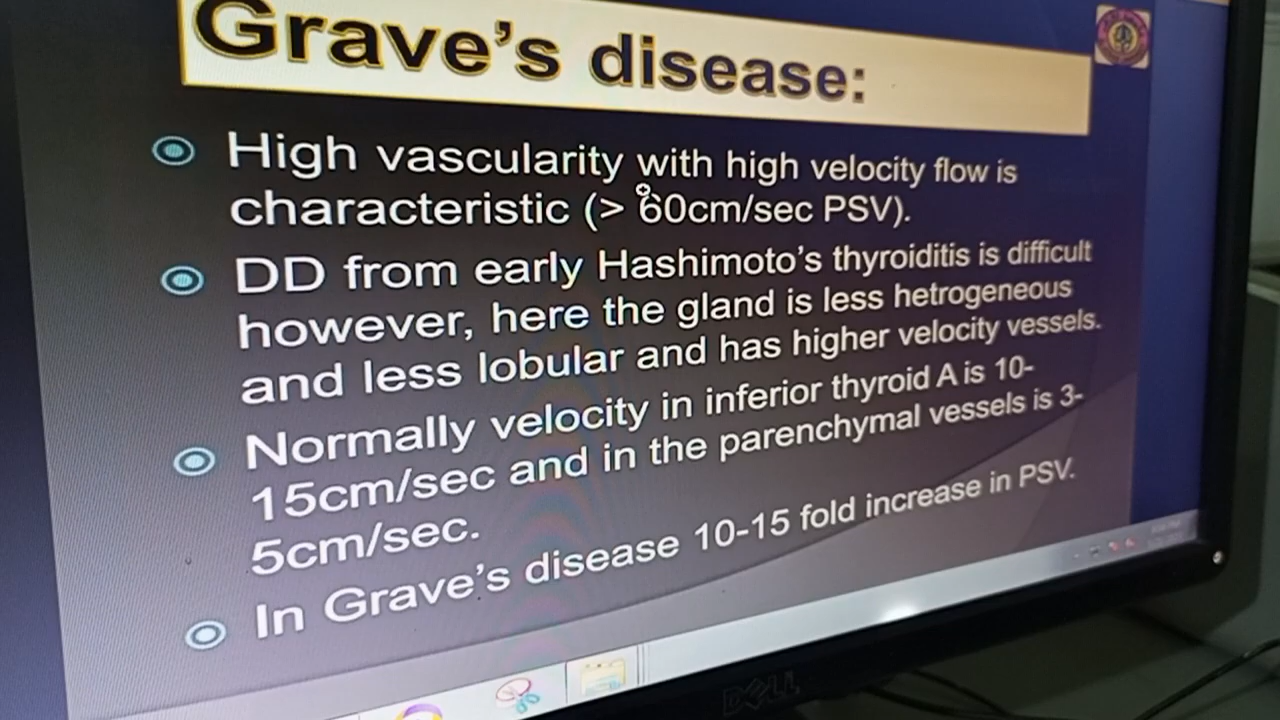 Grave's disease:
High vascularity with high velocity flow is
characteristic (> 60cm/sec PSV).
DD from early Hashimoto's thyroiditis is difficult
however, here the gland is less hetrogeneous
and less lobular and has higher velocity vessels.
Normally velocity in inferior thyroid A is 10-
15cm/sec and in the parenchymal vessels is 3-
5cm/sec.
In Grave's disease 10-15 fold increase in PSV.
DELL